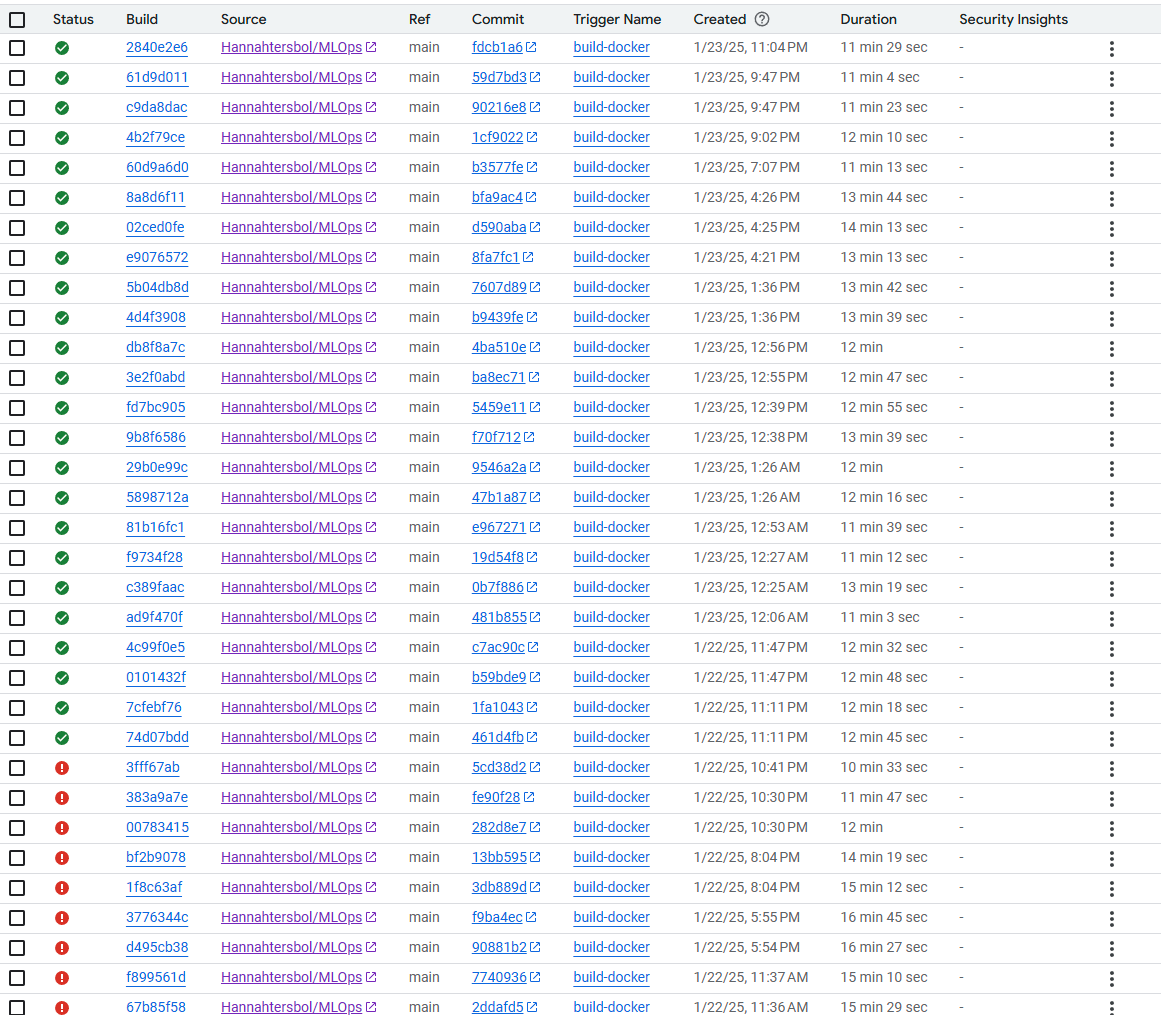 Status Build Source Ref Commit Trigger Name Created Duration Security Insights
2840e2e6 Hannahtersbol/MLOps main fdcb1a6 build-docker 1/23/25, 11:04 PM 11 min 29 sec -
61d9d011 Hannahtersbol/MLOps main 59d7bd3 build-docker 1/23/25, 9:47 PM 11 min 4 sec -
c9da8dac Hannahtersbol/MLOps main 90216e8 build-docker 1/23/25, 9:47 PM 11 min 23 sec -
4b2f79ce Hannahtersbol/MLOps main 1cf9022 build-docker 1/23/25, 9:02 PM 12 min 10 sec -
60d9a6d0 Hannahtersbol/MLOps main b3577fe build-docker 1/23/25, 7:07 PM 11 min 13 sec -
8a8d6f11 Hannahtersbol/MLOps main bfa9ac4 build-docker 1/23/25, 4:26 PM 13 min 44 sec -
02ced0fe Hannahtersbol/MLOps main d590aba build-docker 1/23/25, 4:25 PM 14 min 13 sec -
e9076572 Hannahtersbol/MLOps main 8fa7fc1 build-docker 1/23/25, 4:21 PM 13 min 13 sec -
5b04db8d Hannahtersbol/MLOps main 7607d89 build-docker 1/23/25, 1:36 PM 13 min 42 sec -
4d4f3908 Hannahtersbol/MLOps main b9439fe build-docker 1/23/25, 1:36 PM 13 min 39 sec -
db8f8a7c Hannahtersbol/MLOps main 4ba510e build-docker 1/23/25, 12:56 PM 12 min -
3e2f0abd Hannahtersbol/MLOps main ba8ec71 build-docker 1/23/25, 12:55 PM 12 min 47 sec -
fd7bc905 Hannahtersbol/MLOps main 5459e11 build-docker 1/23/25, 12:39 PM 12 min 55 sec -
9b8f6586 Hannahtersbol/MLOps main f70f712 build-docker 1/23/25, 12:38 PM 13 min 39 sec -
29b0e99c Hannahtersbol/MLOps main 9546a2a build-docker 1/23/25, 1:26 AM 12 min -
5898712a Hannahtersbol/MLOps main 47b1a87 build-docker 1/23/25, 1:26 AM 12 min 16 sec -
81b16fc1 Hannahtersbol/MLOps main e967271 build-docker 1/23/25, 12:53 AM 11 min 39 sec -
f9734f28 Hannahtersbol/MLOps main 19d54f8 build-docker 1/23/25, 12:27 AM 11 min 12 sec -
c389faac Hannahtersbol/MLOps main 0b7f886 build-docker 1/23/25, 12:25 AM 13 min 19 sec -
ad9f470f Hannahtersbol/MLOps main 481b855 build-docker 1/23/25, 12:06 AM 11 min 3 sec -
4c99f0e5 Hannahtersbol/MLOps main c7ac90c build-docker 1/22/25, 11:47 PM 12 min 32 sec -
0101432f Hannahtersbol/MLOps main b59bde9 build-docker 1/22/25, 11:47 PM 12 min 48 sec -
7cfebf76 Hannahtersbol/MLOps main 1fa1043 build-docker 1/22/25, 11:11 PM 12 min 18 sec -
74d07bdd Hannahtersbol/MLOps main 461d4fb build-docker 1/22/25, 11:11 PM 12 min 45 sec -
3fff67ab Hannahtersbol/MLOps main 5cd38d2 build-docker 1/22/25, 10:41 PM 10 min 33 sec -
383a9a7e Hannahtersbol/MLOps main fe90f28 build-docker 1/22/25, 10:30 PM 11 min 47 sec -
00783415 Hannahtersbol/MLOps main 282d8e7 build-docker 1/22/25, 10:30 PM 12 min -
bf2b9078 Hannahtersbol/MLOps main 13bb595 build-docker 1/22/25, 8:04 PM 14 min 19 sec -
1f8c63af Hannahtersbol/MLOps main 3db889d build-docker 1/22/25, 8:04 PM 15 min 12 sec -
3776344c Hannahtersbol/MLOps main f9ba4ec build-docker 1/22/25, 5:55 PM 16 min 45 sec -
d495cb38 Hannahtersbol/MLOps main 90881b2 build-docker 1/22/25, 5:54 PM 16 min 27 sec -
f899561d Hannahtersbol/MLOps main 7740936 build-docker 1/22/25, 11:37 AM 15 min 10 sec -
67b85f58 Hannahtersbol/MLOps main 2ddafd5 build-docker 1/22/25, 11:36 AM 15 min 29 sec -